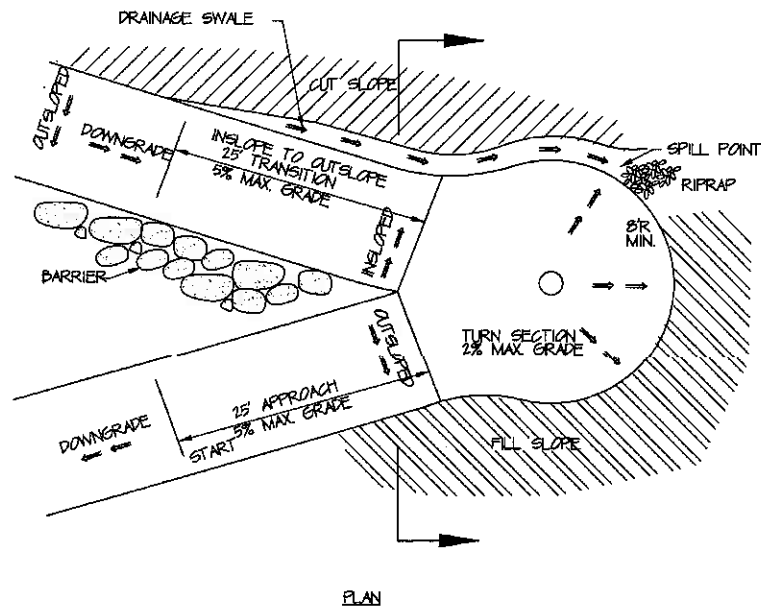 DRAINAGE SWALE
CUT SLOPE
OUTSLOPED
DOWNGRADE
INSLOPE TO OUTSLOPE
25' TRANSITION
5% MAX. GRADE
SPILL POINT
RIPRAP
8'R
MIN.
INSLOPED
BARRIER
OUTSLOPED
TURN SECTION
2% MAX. GRADE
25' APPROACH
5% MAX. GRADE
DOWNGRADE
START
FILL SLOPE
PLAN